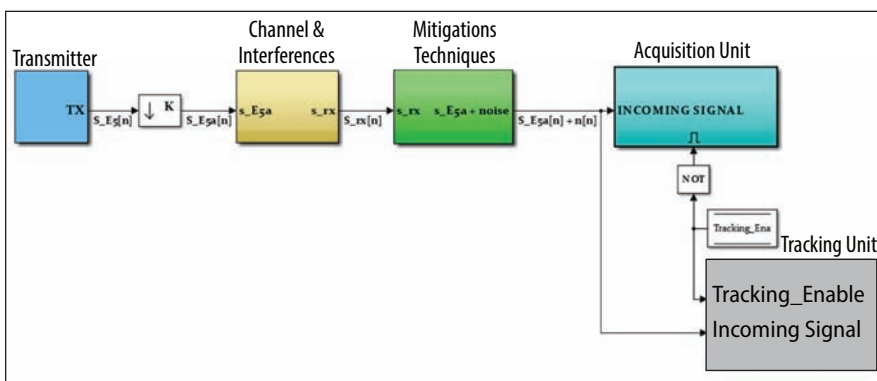 Channel &
Interferences
Mitigations
Techniques
Transmitter
Acquisition Unit
TX
S_E5[n]
↓ K
S_E5a[n]
s_E5a
s_rx
S_rx[n]
s_rx
s_E5a + noise
S_E5a[n] + n[n]
INCOMING SIGNAL
NOT
Tracking_Ena
Tracking Unit
Tracking_Enable
Incoming Signal